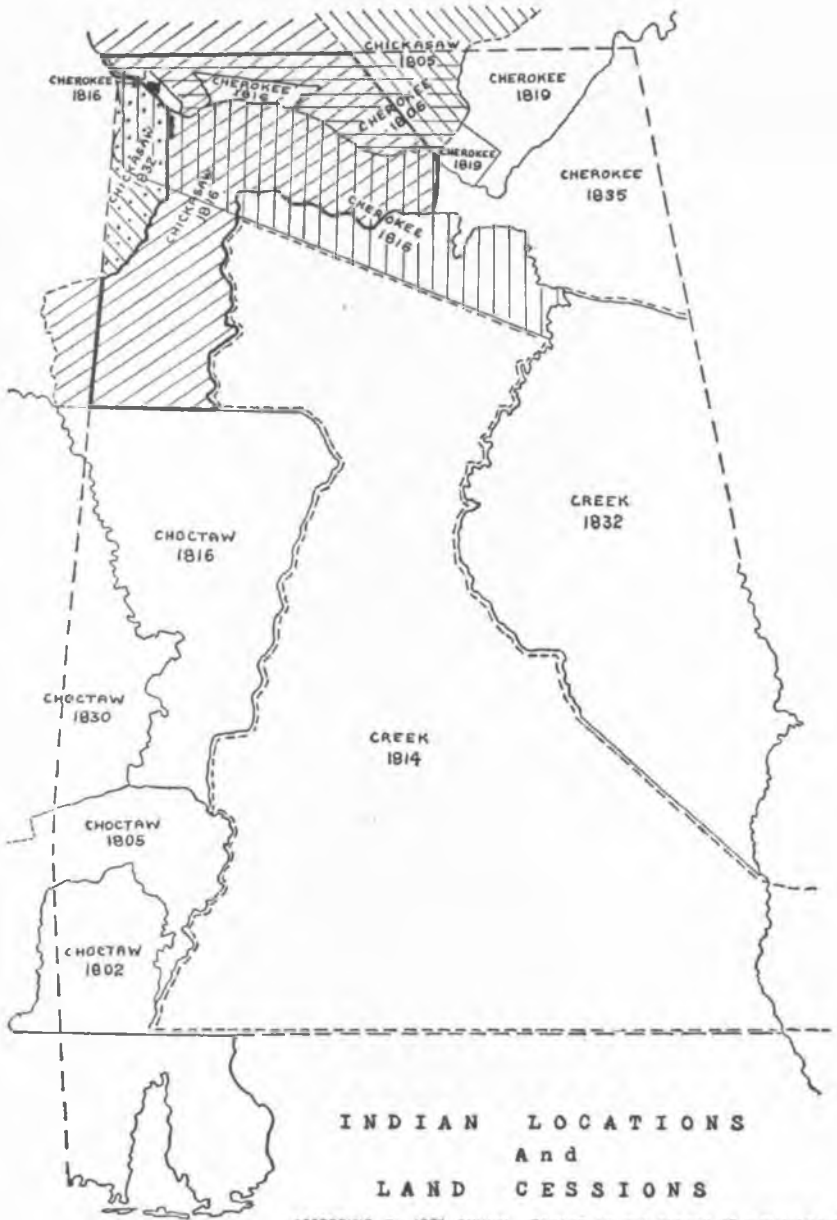 CHICKASAW
1805
CHEROKEE
1816
CHEROKEE
1816
CHEROKEE
1806
CHEROKEE
1819
CHEROKEE
1819
CHEROKEE
1835
CHICKASAW
1832
CHICKASAW
1816
CHEROKEE
1816
CHOCTAW
1816
CREEK
1832
CHOCTAW
1830
CREEK
1814
CHOCTAW
1805
CHOCTAW
1802
INDIAN LOCATIONS
And
LAND CESSIONS